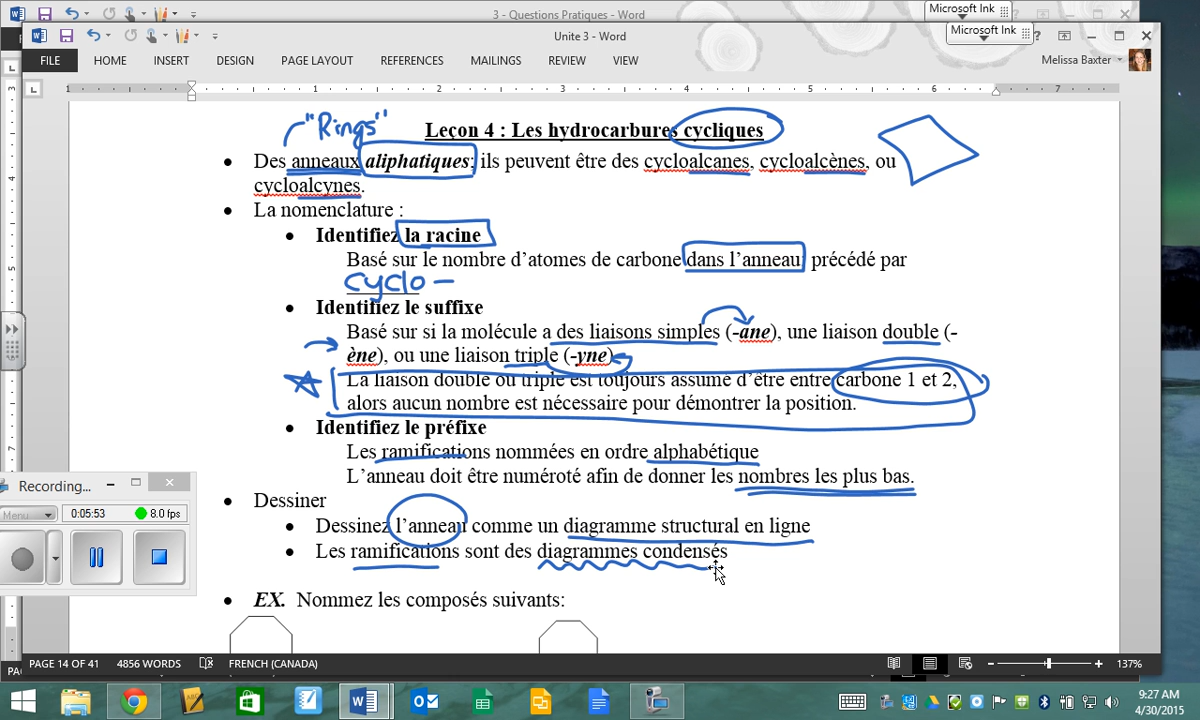 3 - Questions Pratiques - Word
Microsoft Ink
Unite 3 - Word
Microsoft Ink
?
FILE HOME INSERT DESIGN PAGE LAYOUT REFERENCES MAILINGS REVIEW VIEW Melissa Baxter
1 1 2 3 4 5 6 7
"Rings"
Leçon 4 : Les hydrocarbures cycliques
Des anneaux aliphatiques: ils peuvent être des cycloalcanes, cycloalcènes, ou
cycloalcynes.
La nomenclature :
Identifiez la racine
Basé sur le nombre d'atomes de carbone dans l'anneau précédé par
cyclo -
Identifiez le suffixe
Basé sur si la molécule a des liaisons simples (-ane), une liaison double (-
ène), ou une liaison triple (-yne)
La liaison double ou triple est toujours assumé d'être entre carbone 1 et 2,
alors aucun nombre est nécessaire pour démontrer la position.
Identifiez le préfixe
Les ramifications nommées en ordre alphabétique
L'anneau doit être numéroté afin de donner les nombres les plus bas.
Recording...
Menu
0:05:53 8.0 fps
Dessiner
Dessinez l'anneau comme un diagramme structural en ligne
Les ramifications sont des diagrammes condensés
EX. Nommez les composés suivants:
PAGE 14 OF 41 4856 WORDS FRENCH (CANADA) 137%
9:27 AM
4/30/2015